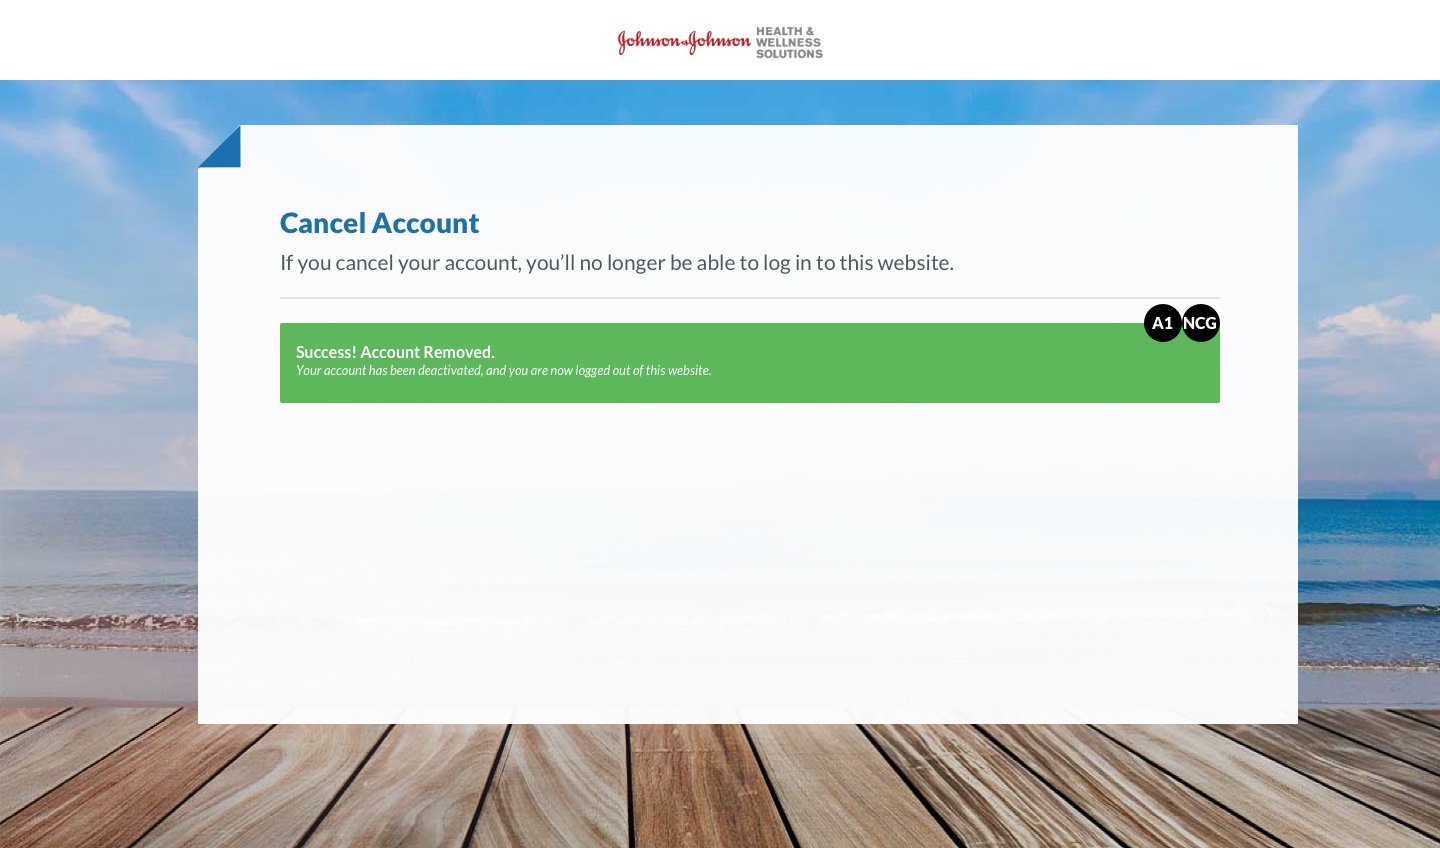 Johnson & Johnson HEALTH &
WELLNESS
SOLUTIONS
Cancel Account
If you cancel your account, you’ll no longer be able to log in to this website.
A1 NCG
Success! Account Removed.
Your account has been deactivated, and you are now logged out of this website.